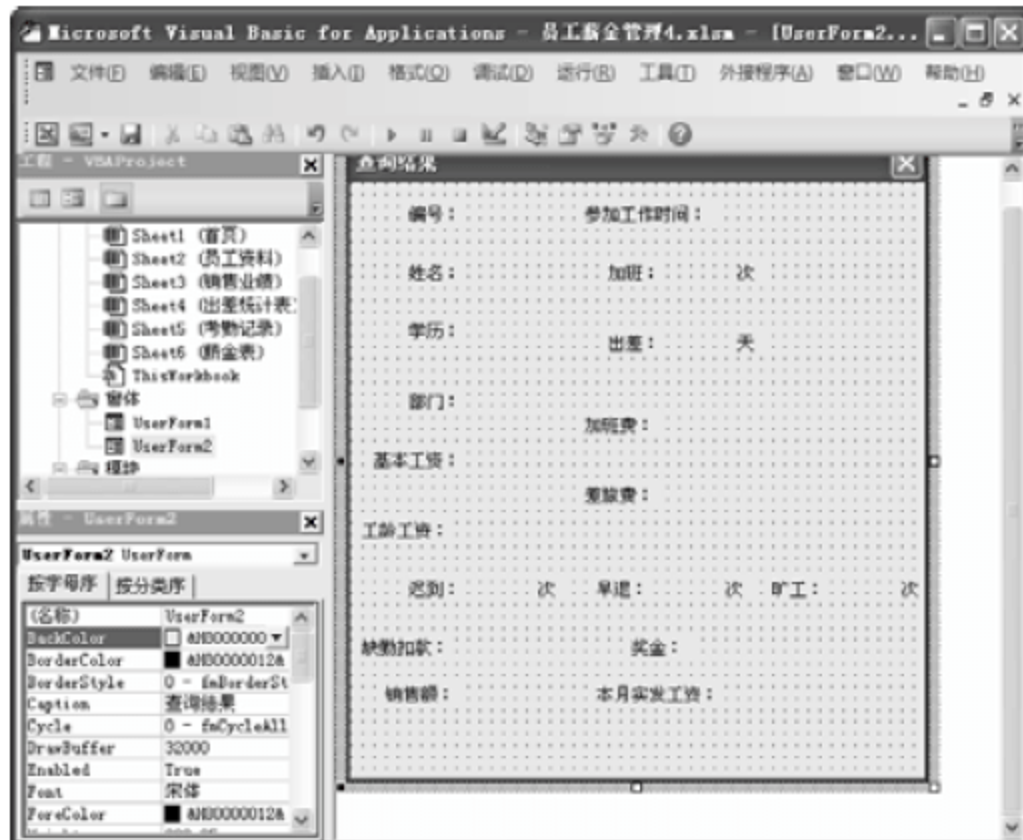 Microsoft Visual Basic for Applications - 员工薪金管理4.xlsm - [UserForm2...
文件(F) 编辑(E) 视图(V) 插入(I) 格式(O) 调试(D) 运行(R) 工具(T) 外接程序(A) 窗口(W) 帮助(H)
工程 - VBAProject
Sheet1 (首页)
Sheet2 (员工资料)
Sheet3 (销售业绩)
Sheet4 (出差统计表
Sheet5 (考勤记录)
Sheet6 (薪金表)
ThisWorkbook
窗体
UserForm1
UserForm2
模块
属性 - UserForm2
UserForm2 UserForm
按字母序 按分类序
(名称) UserForm2
BackColor &H8000000
BorderColor &H80000012&
BorderStyle 0 - fmBorderSt
Caption 查询结果
Cycle 0 - fmCycleAll
DrawBuffer 32000
Enabled True
Font 宋体
ForeColor &H80000012&
查询结果
编号： 参加工作时间：
姓名： 加班： 次
学历：
出差： 天
部门：
加班费：
基本工资：
差旅费：
工龄工资：
迟到： 次 早退： 次 旷工： 次
缺勤扣款： 奖金：
销售额： 本月实发工资：